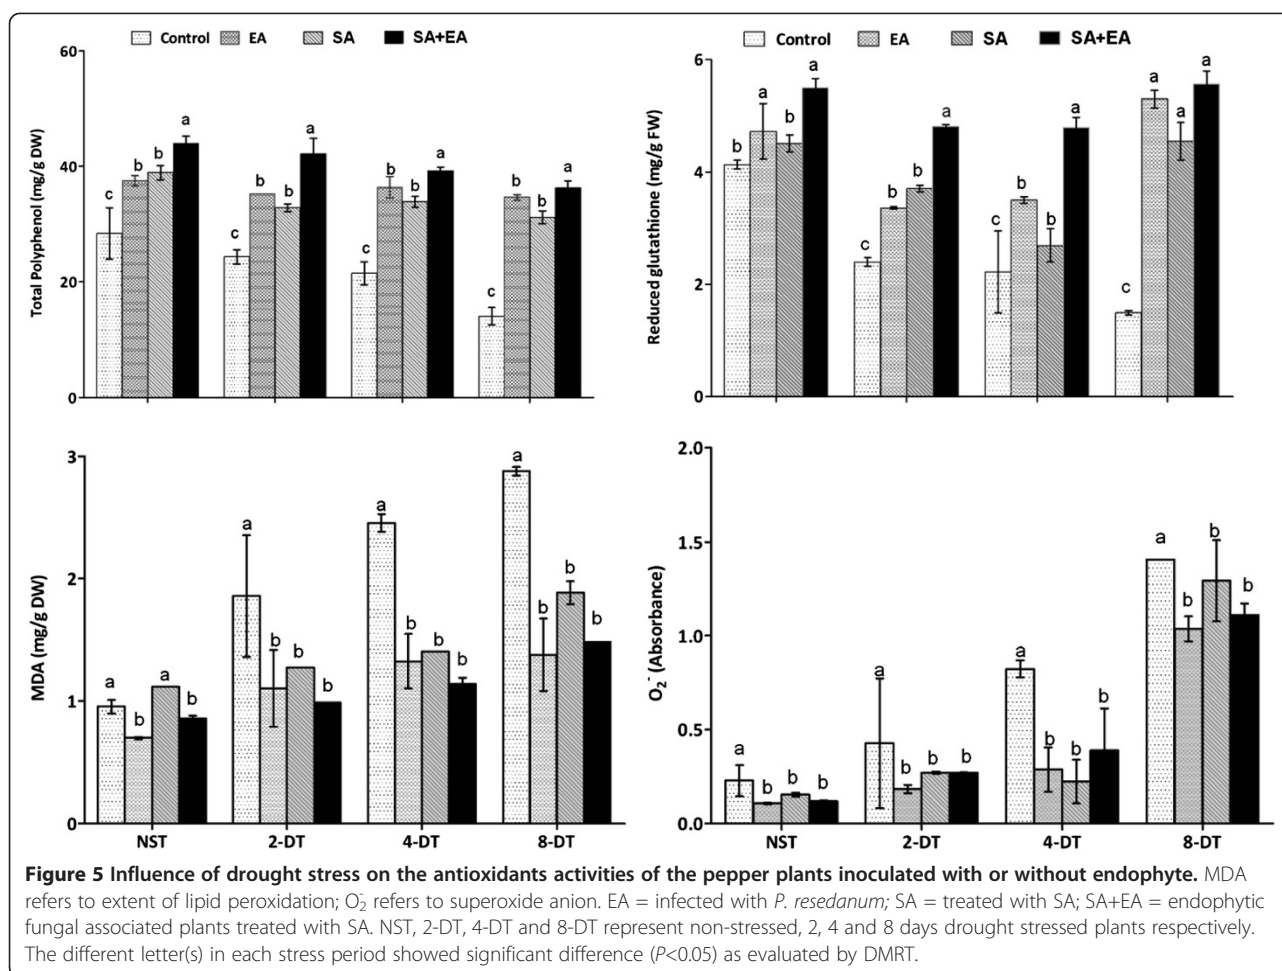 Control EA SA SA+EA
60
40
20
0
Total Polyphenol (mg/g DW)
c b b a
c b b a
c b b a
c b b a
Control EA SA SA+EA
6
4
2
0
Reduced glutathione (mg/g FW)
b a b a
c b b a
c b b a
c a a a
3
2
1
0
MDA (mg/g DW)
a b a b
a b b b
a b b b
a b b b
NST 2-DT 4-DT 8-DT
2.0
1.5
1.0
0.5
0.0
O₂⁻ (Absorbance)
a b b b
a b b b
a b b b
a b b b
NST 2-DT 4-DT 8-DT
Figure 5 Influence of drought stress on the antioxidants activities of the pepper plants inoculated with or without endophyte. MDA
refers to extent of lipid peroxidation; O₂⁻ refers to superoxide anion. EA = infected with P. resedanum; SA = treated with SA; SA+EA = endophytic
fungal associated plants treated with SA. NST, 2-DT, 4-DT and 8-DT represent non-stressed, 2, 4 and 8 days drought stressed plants respectively.
The different letter(s) in each stress period showed significant difference (P<0.05) as evaluated by DMRT.